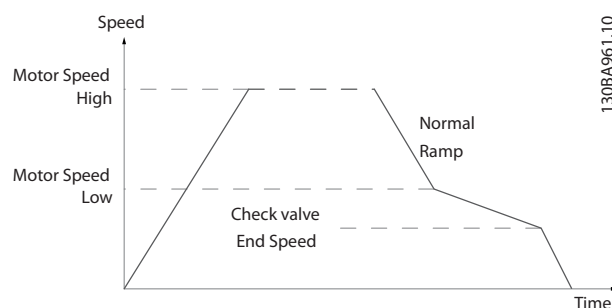 Speed
130BA961.10
Motor Speed
High
Normal
Ramp
Motor Speed
Low
Check valve
End Speed
Time